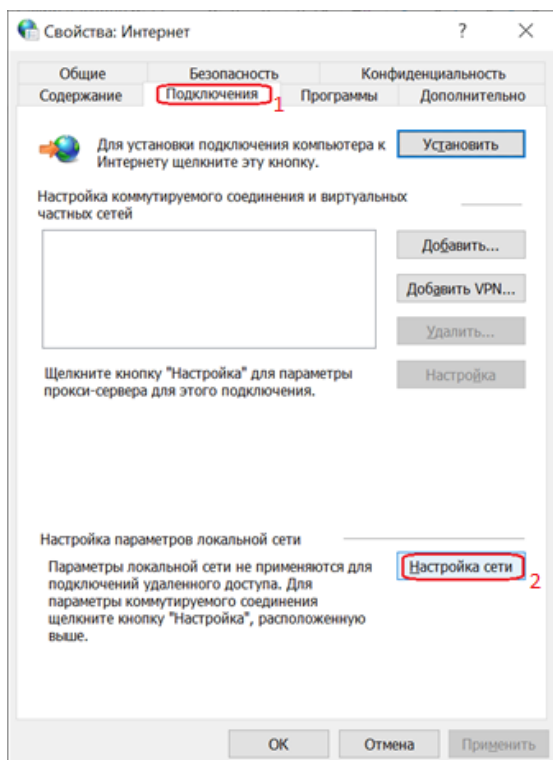 Свойства: Интернет
?
Общие Безопасность Конфиденциальность
Содержание Подключения Программы Дополнительно
1
Для установки подключения компьютера к
Интернету щелкните эту кнопку.
Установить
Настройка коммутируемого соединения и виртуальных
частных сетей
Добавить...
Добавить VPN...
Удалить...
Щелкните кнопку "Настройка" для параметры
прокси-сервера для этого подключения.
Настройка
Настройка параметров локальной сети
Параметры локальной сети не применяются для
подключений удаленного доступа. Для
параметры коммутируемого соединения
щелкните кнопку "Настройка", расположенную
выше.
Настройка сети
2
ОК Отмена Применить